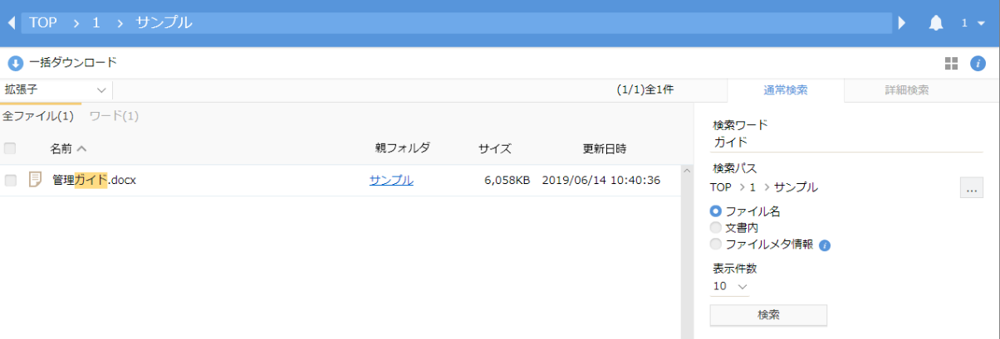 TOP > 1 > サンプル
1
一括ダウンロード
i
拡張子
(1/1)全1件
通常検索
詳細検索
全ファイル(1) ワード(1)
名前 親フォルダ サイズ 更新日時
管理ガイド.docx サンプル 6,058KB 2019/06/14 10:40:36
検索ワード
ガイド
検索パス
TOP > 1 > サンプル
...
ファイル名
文書内
ファイルメタ情報 i
表示件数
10
検索